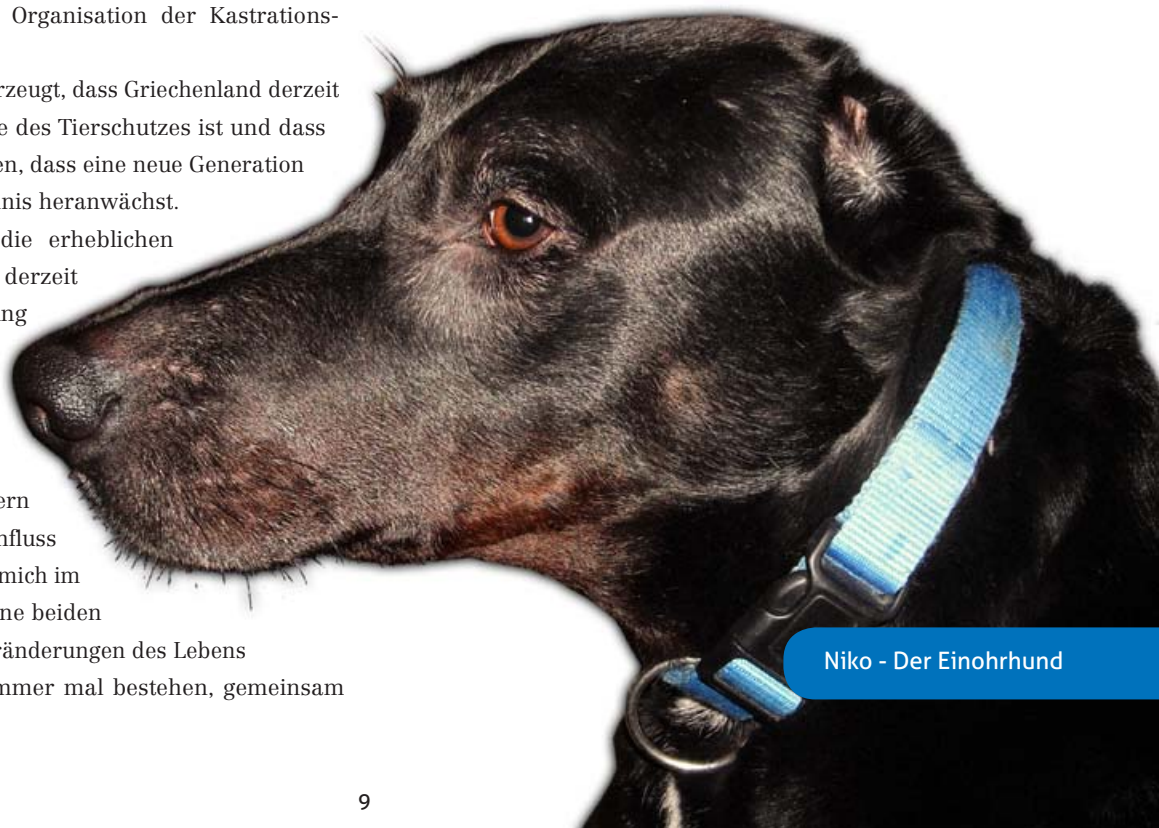 Organisation der Kastrations-
rzeugt, dass Griechenland derzeit
e des Tierschutzes ist und dass
en, dass eine neue Generation
nis heranwächst.
die erheblichen
derzeit
ng
ern
nfluss
mich im
ne beiden
ränderungen des Lebens
mmer mal bestehen, gemeinsam
Niko - Der Einohrhund
9